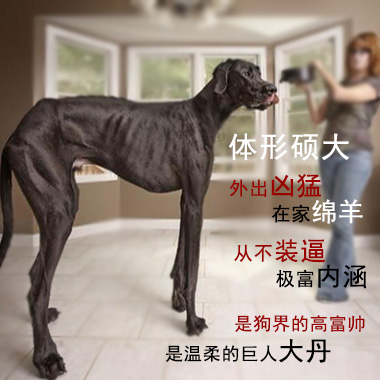 体形硕大
外出凶猛
在家绵羊
从不装逼
极富内涵
是狗界的高富帅
是温柔的巨人大丹